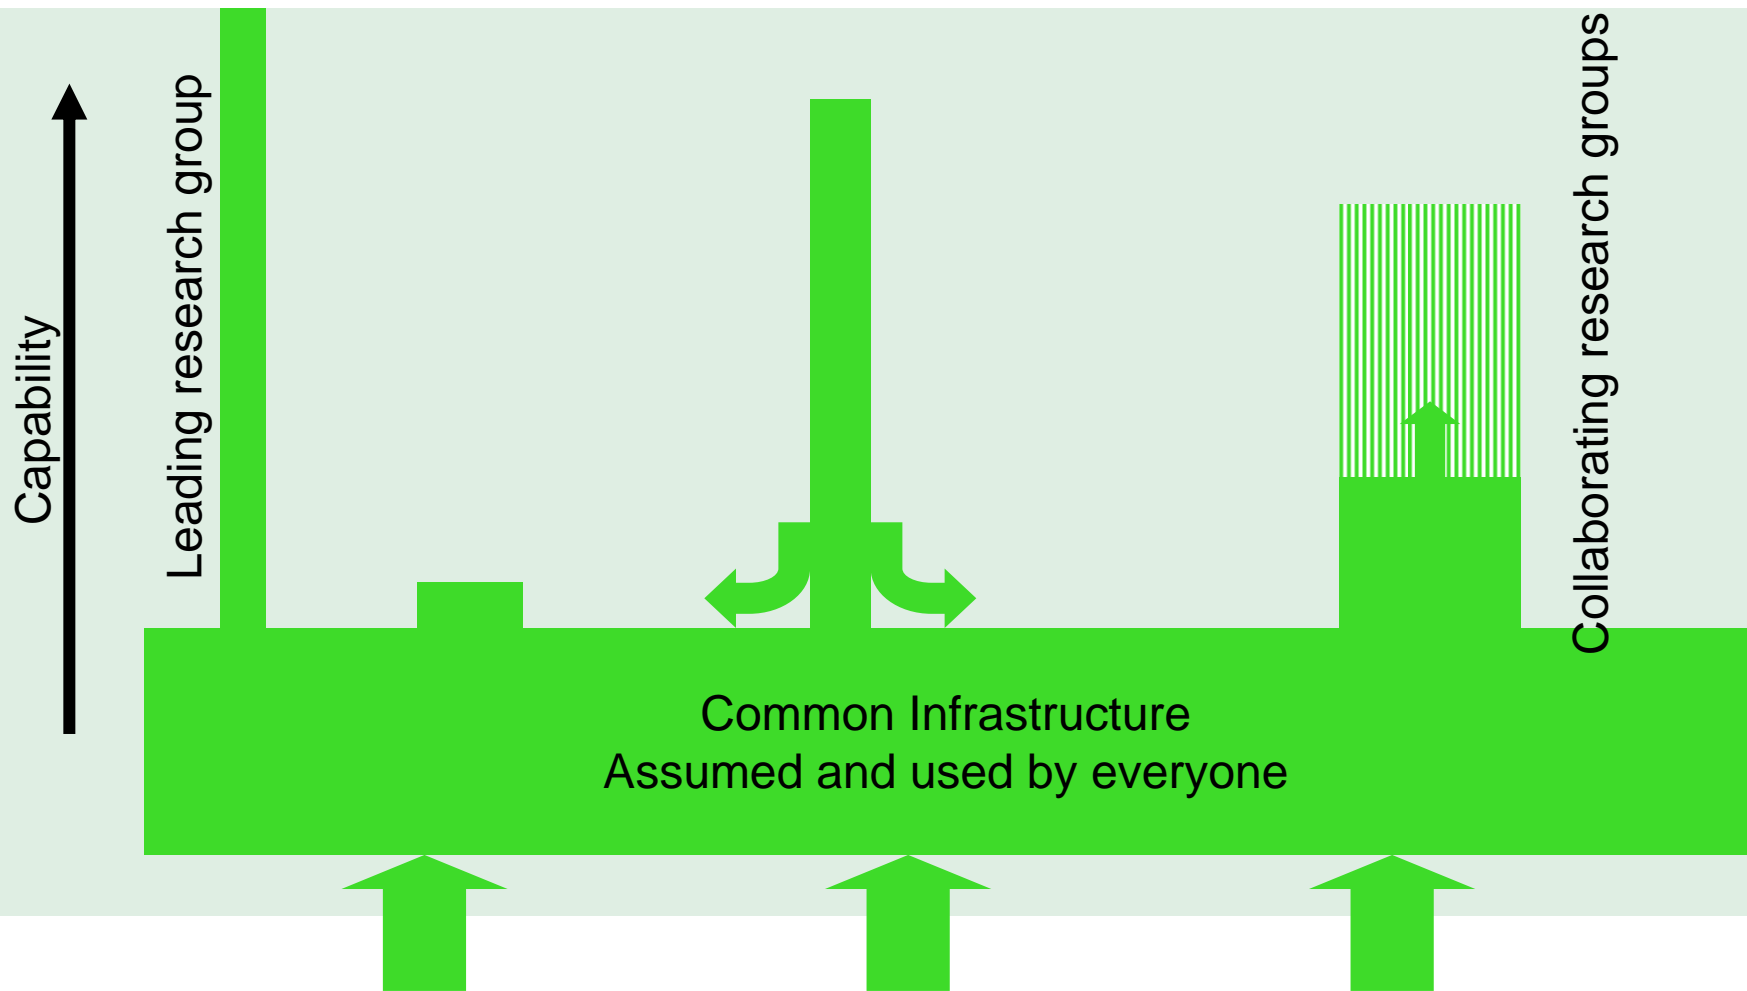 Capability
Leading research group
Collaborating research groups
Common Infrastructure
Assumed and used by everyone